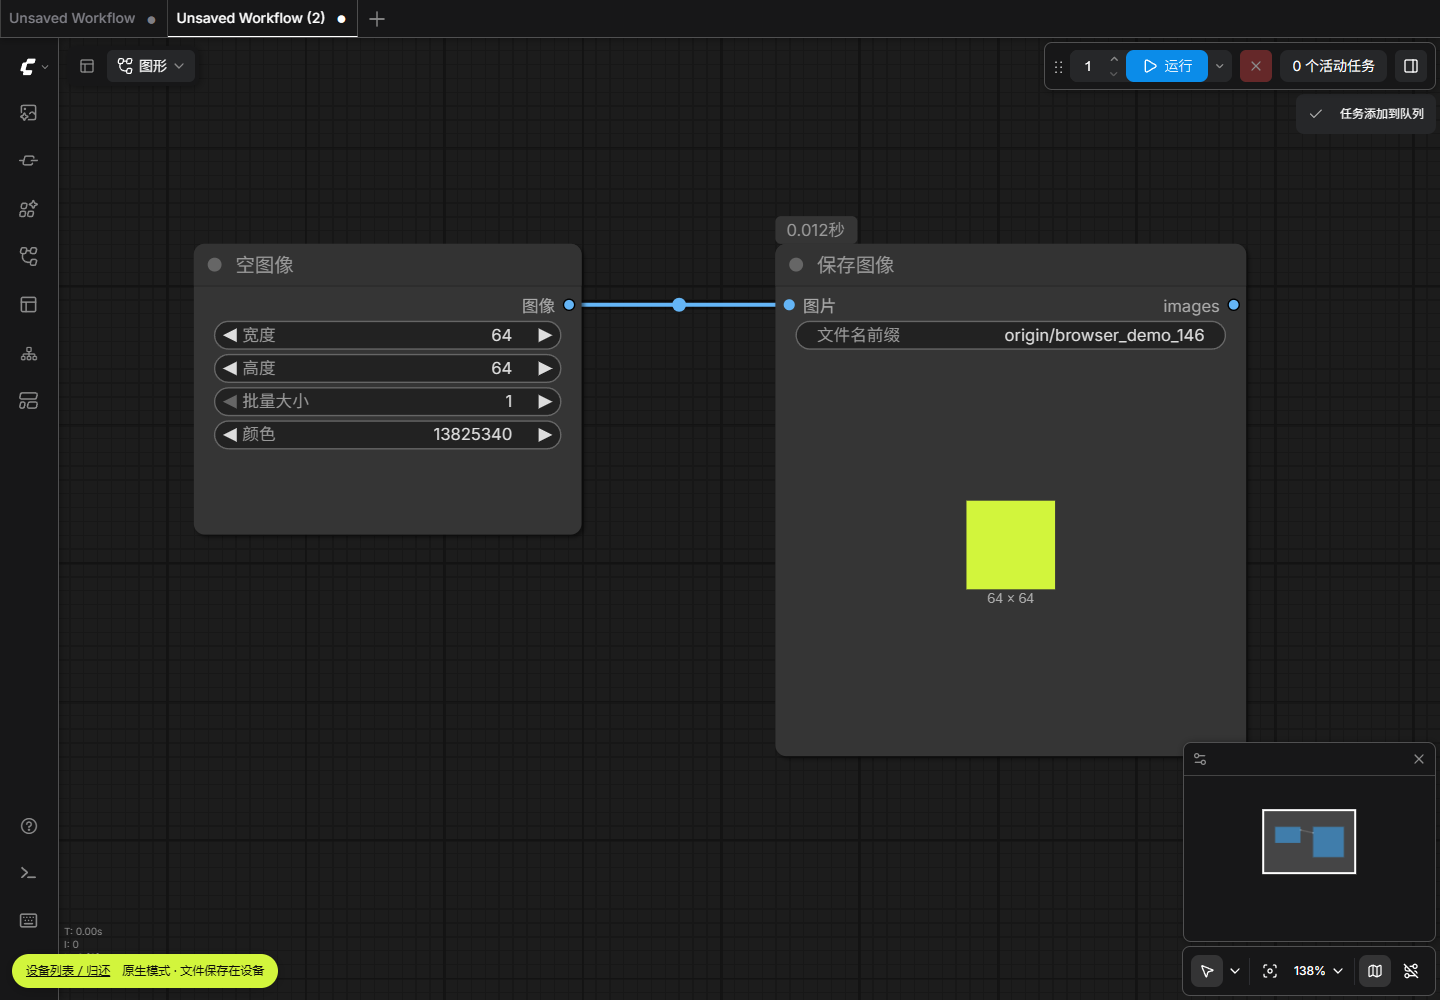 Unsaved Workflow
Unsaved Workflow (2)
图形
1
运行
0 个活动任务
任务添加到队列
0.012秒
空图像
图像
宽度 64
高度 64
批量大小 1
颜色 13825340
保存图像
图片 images
文件名前缀 origin/browser_demo_146
64 × 64
T: 0.00s
I: 0
设备列表 / 归还 原生模式 · 文件保存在设备
138%